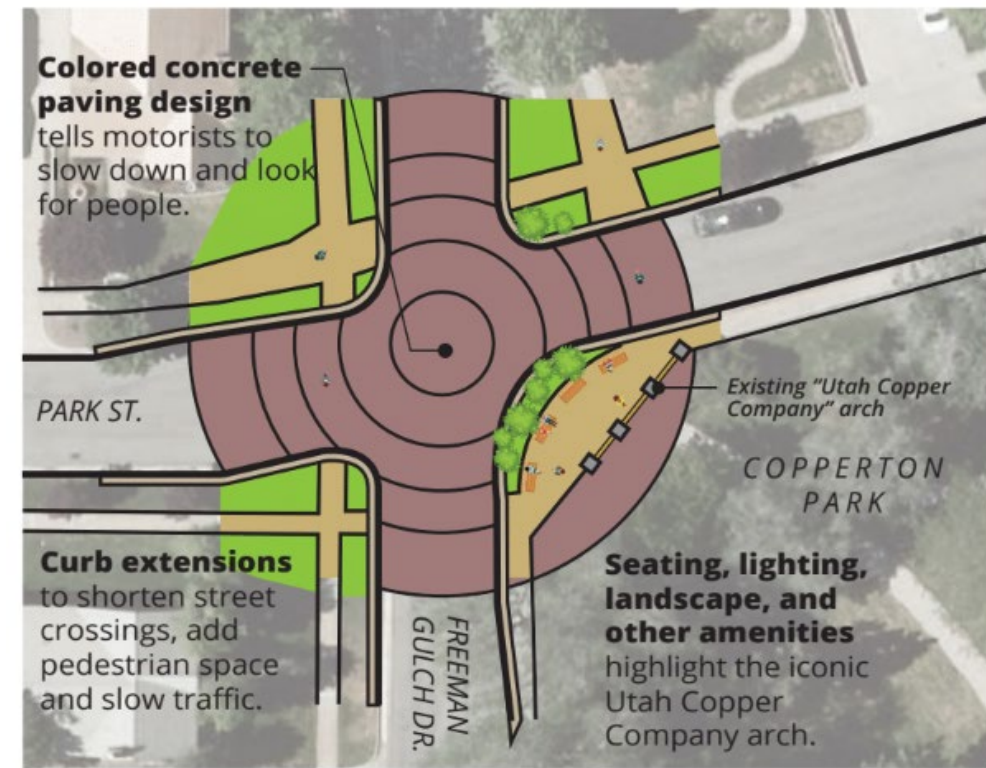 Colored concrete
paving design
tells motorists to
slow down and look
for people.
PARK ST.
Existing "Utah Copper
Company" arch
COPPERTON
PARK
Curb extensions
to shorten street
crossings, add
pedestrian space
and slow traffic.
FREEMAN
GULCH DR.
Seating, lighting,
landscape, and
other amenities
highlight the iconic
Utah Copper
Company arch.